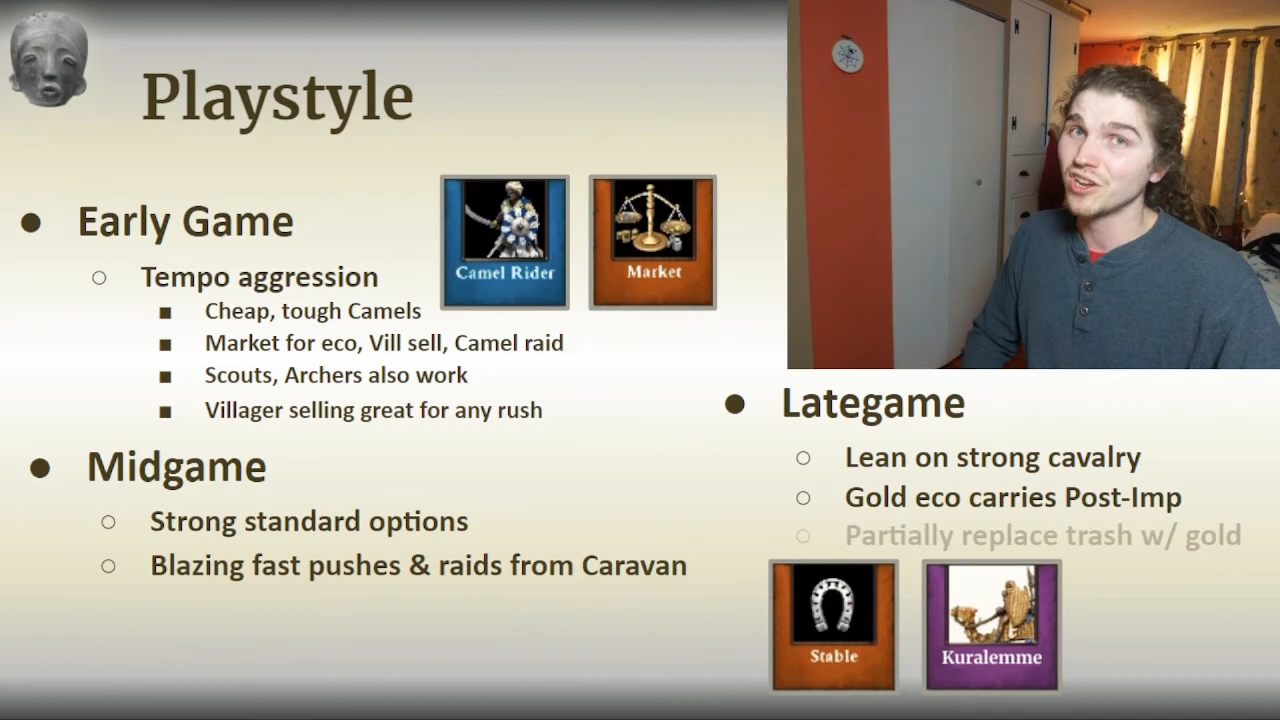 Playstyle
Early Game
Tempo aggression
Cheap, tough Camels
Market for eco, Vill sell, Camel raid
Scouts, Archers also work
Villager selling great for any rush
Camel Rider
Market
Midgame
Strong standard options
Blazing fast pushes & raids from Caravan
Lategame
Lean on strong cavalry
Gold eco carries Post-Imp
Partially replace trash w/ gold
Stable
Kuralemme